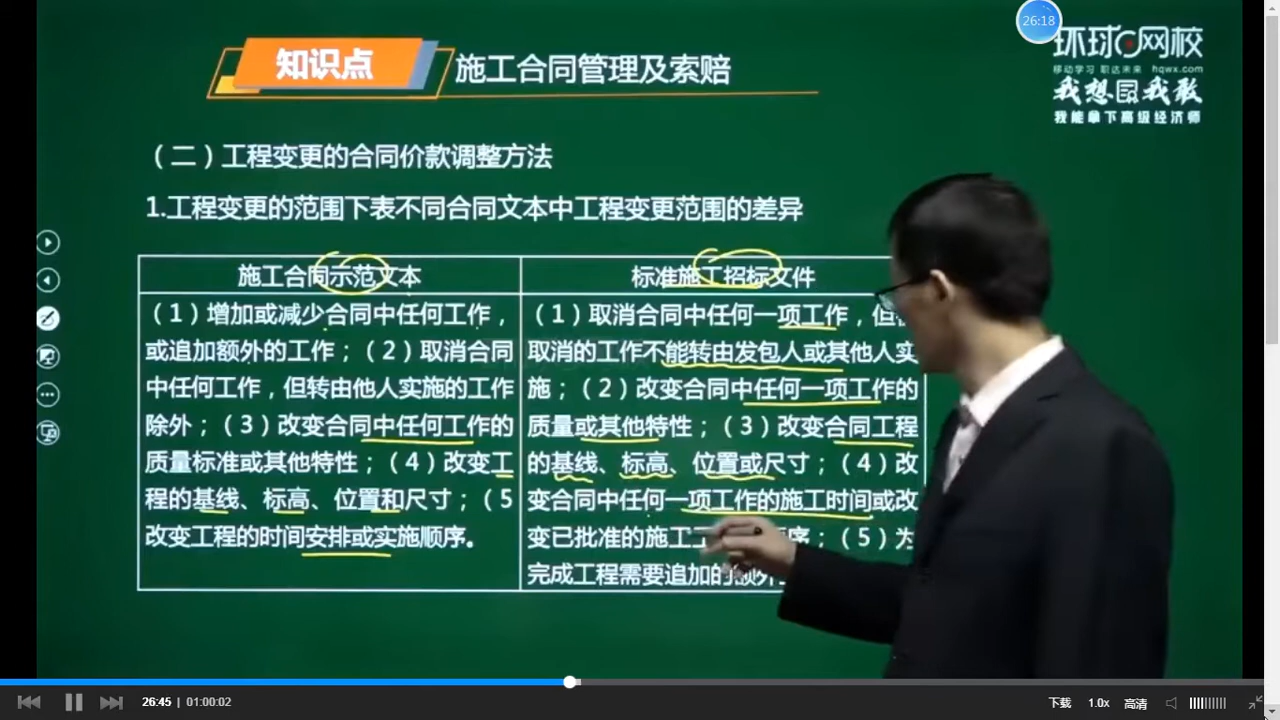 26:18
环球网校
移动学习 职达未来 hqwx.com
我想我敢
我能拿下高级经济师
知识点
施工合同管理及索赔
（二）工程变更的合同价款调整方法
1.工程变更的范围下表不同合同文本中工程变更范围的差异
施工合同示范文本
（1）增加或减少合同中任何工作，
或追加额外的工作；（2）取消合同
中任何工作，但转由他人实施的工作
除外；（3）改变合同中任何工作的
质量标准或其他特性；（4）改变工
程的基线、标高、位置和尺寸；（5
改变工程的时间安排或实施顺序。
标准施工招标文件
（1）取消合同中任何一项工作，但
取消的工作不能转由发包人或其他人实
施；（2）改变合同中任何一项工作的
质量或其他特性；（3）改变合同工程
的基线、标高、位置或尺寸；（4）改
变合同中任何一项工作的施工时间或改
变已批准的施工 序；（5）为
完成工程需要追加的额外
26:45 | 01:00:02
下载 1.0x 高清